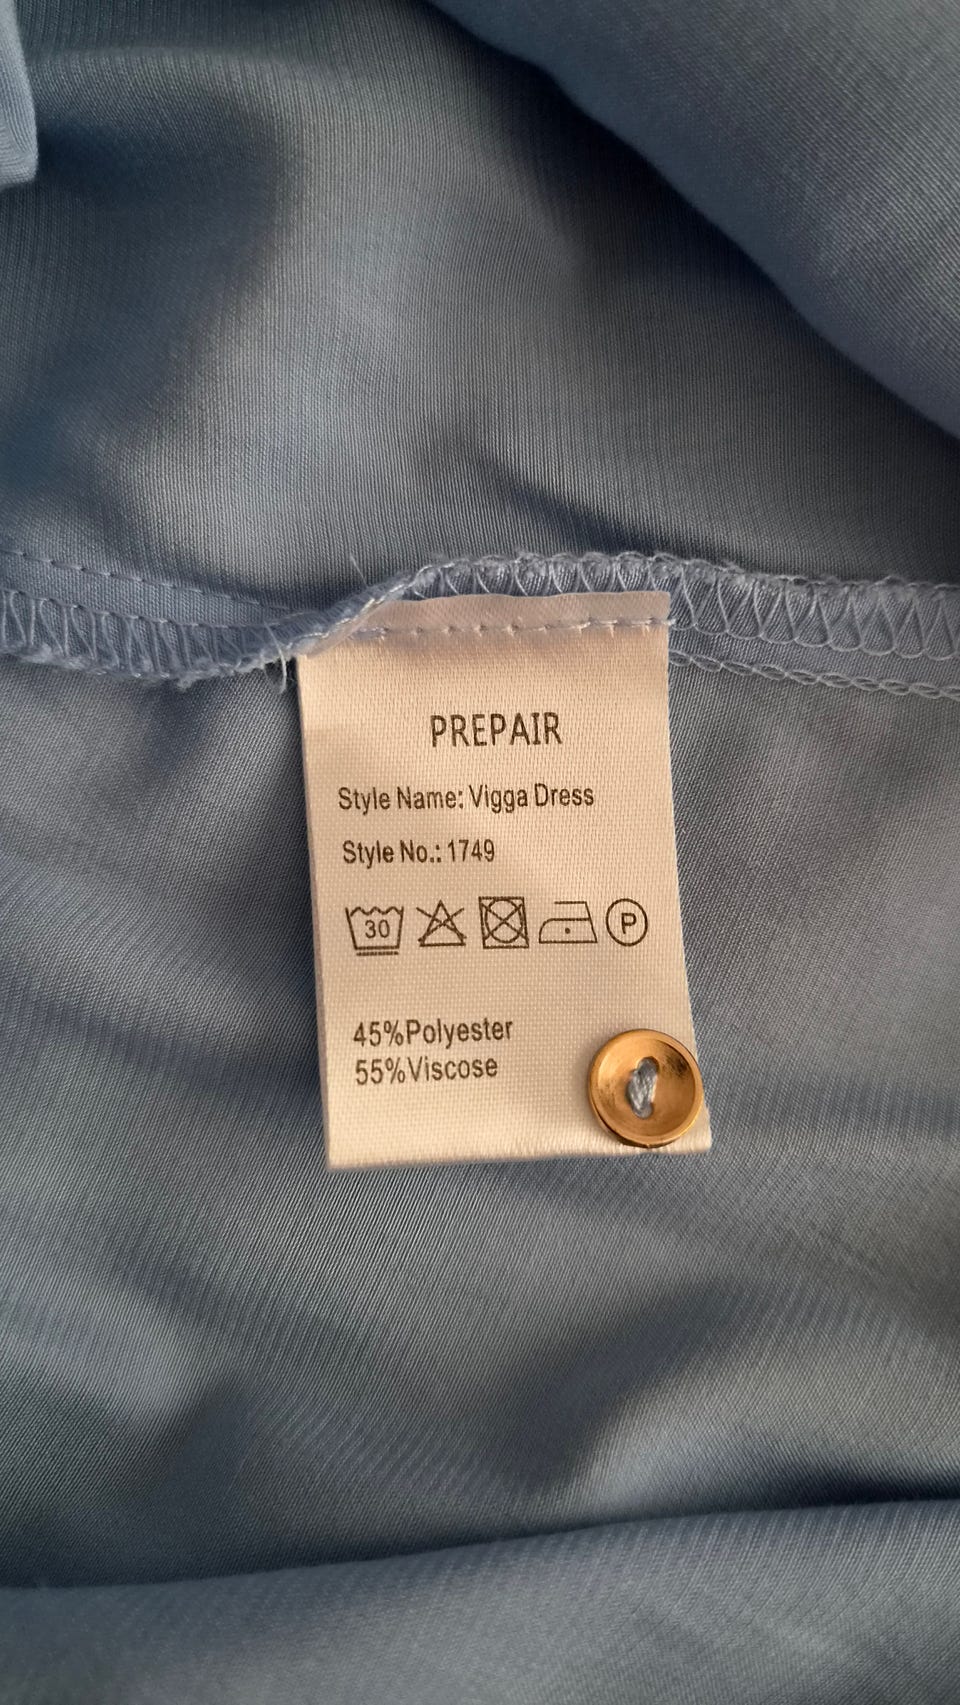 PREPAIR
Style Name: Vigga Dress
Style No.: 1749
30
P
45%Polyester
55%Viscose